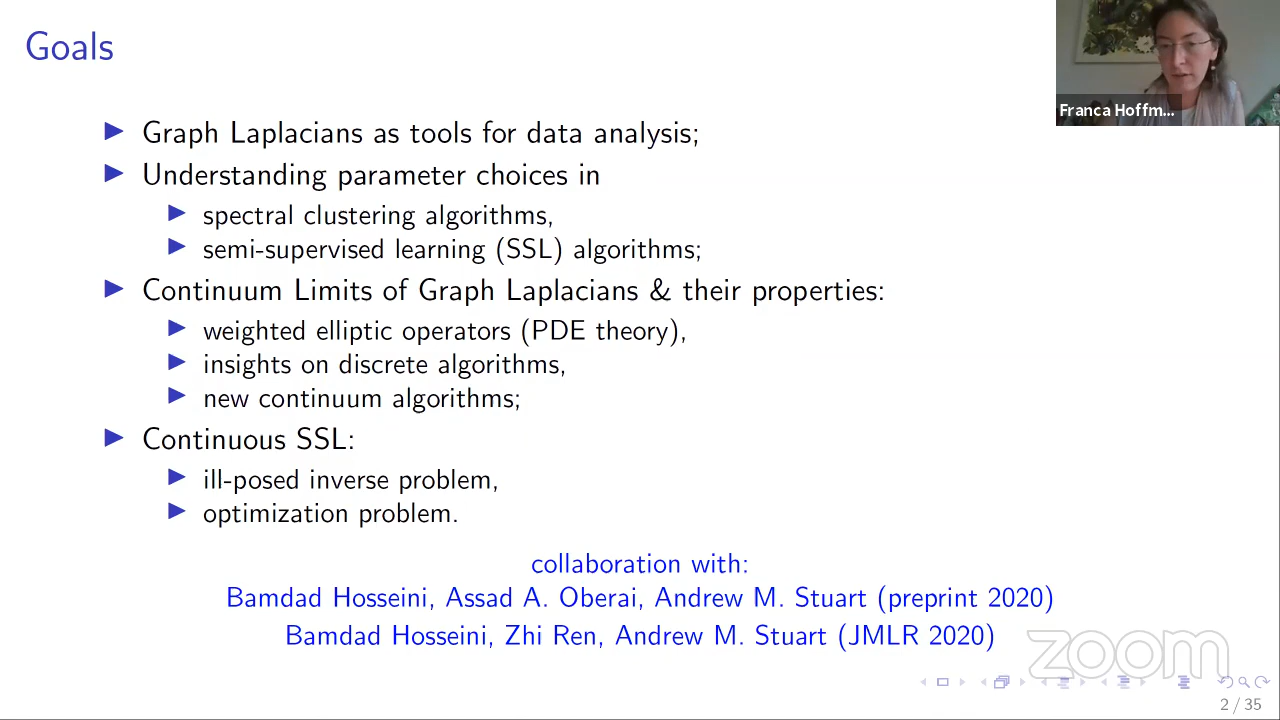 Goals
Franca Hoffm...
Graph Laplacians as tools for data analysis;
Understanding parameter choices in
spectral clustering algorithms,
semi-supervised learning (SSL) algorithms;
Continuum Limits of Graph Laplacians & their properties:
weighted elliptic operators (PDE theory),
insights on discrete algorithms,
new continuum algorithms;
Continuous SSL:
ill-posed inverse problem,
optimization problem.
collaboration with:
Bamdad Hosseini, Assad A. Oberai, Andrew M. Stuart (preprint 2020)
Bamdad Hosseini, Zhi Ren, Andrew M. Stuart (JMLR 2020)
zoom
2 / 35